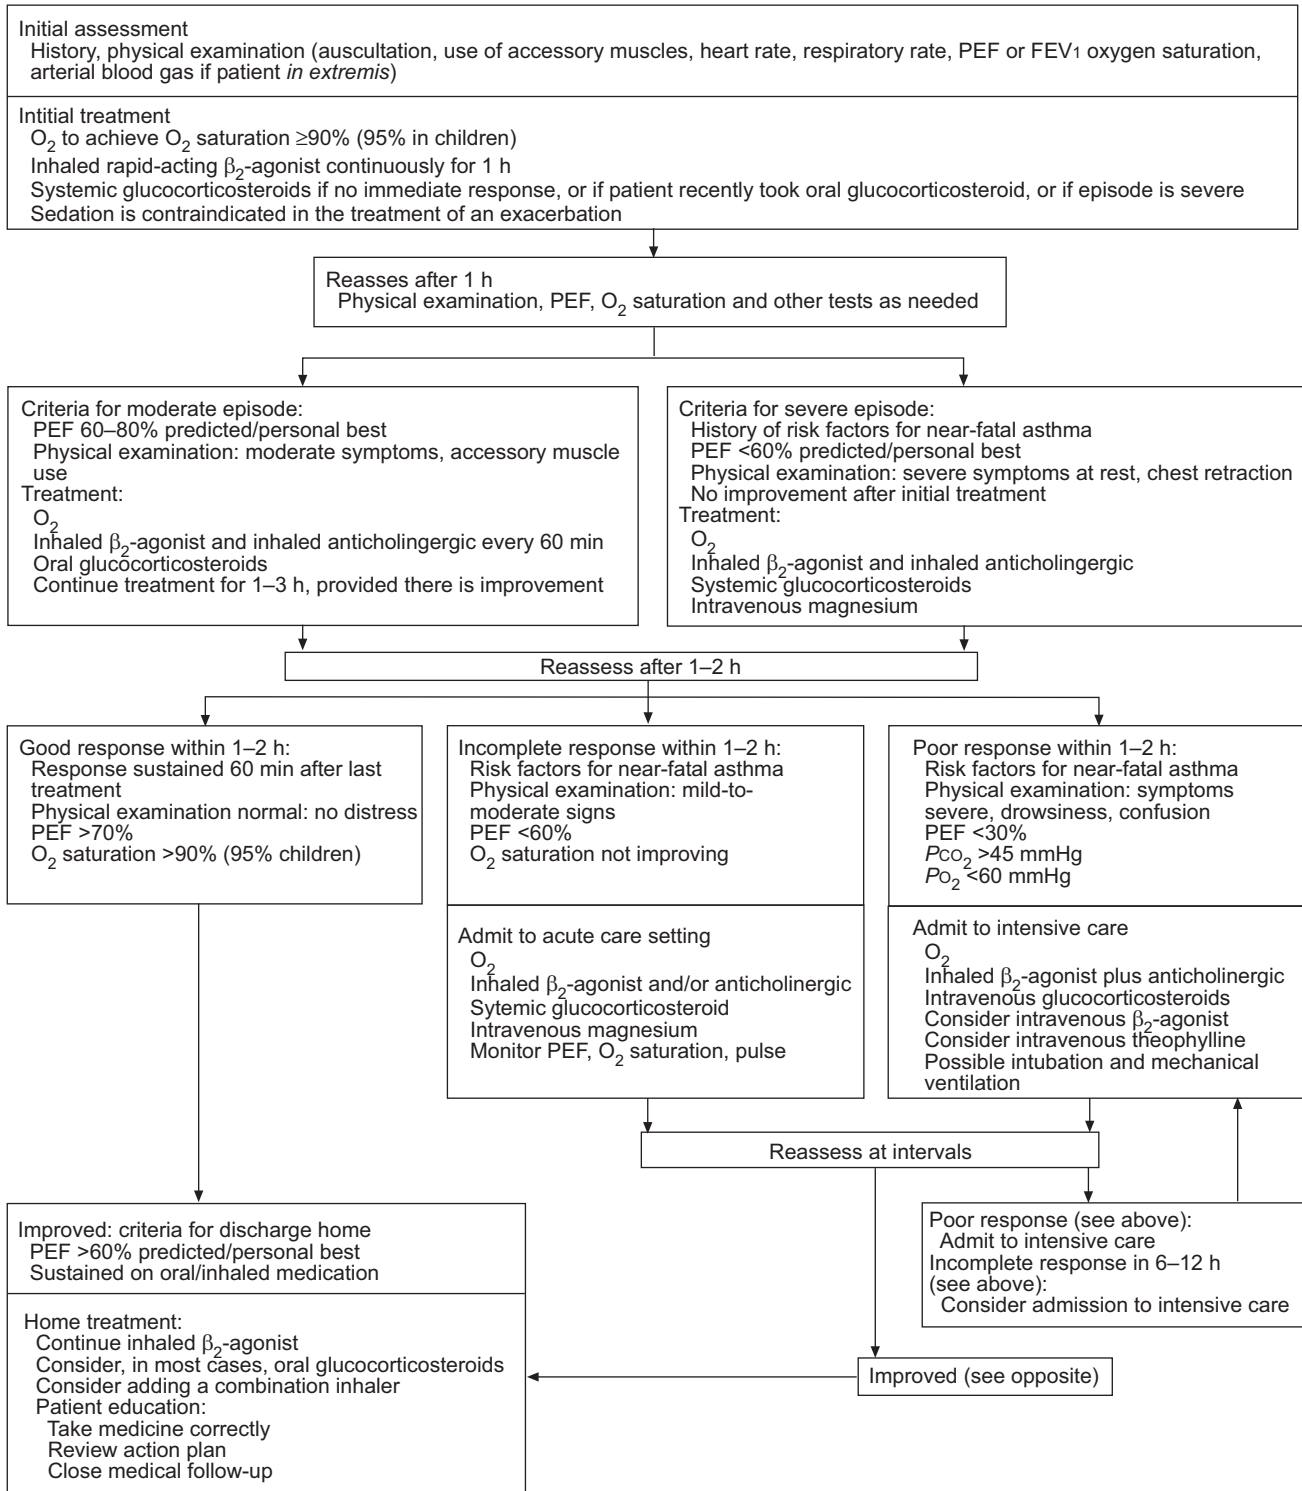 Initial assessment
History, physical examination (auscultation, use of accessory muscles, heart rate, respiratory rate, PEF or FEV1 oxygen saturation,
arterial blood gas if patient in extremis)
Intitial treatment
O2 to achieve O2 saturation ≥90% (95% in children)
Inhaled rapid-acting β2-agonist continuously for 1 h
Systemic glucocorticosteroids if no immediate response, or if patient recently took oral glucocorticosteroid, or if episode is severe
Sedation is contraindicated in the treatment of an exacerbation
Reasses after 1 h
Physical examination, PEF, O2 saturation and other tests as needed
Criteria for moderate episode:
PEF 60–80% predicted/personal best
Physical examination: moderate symptoms, accessory muscle
use
Treatment:
O2
Inhaled β2-agonist and inhaled anticholingergic every 60 min
Oral glucocorticosteroids
Continue treatment for 1–3 h, provided there is improvement
Criteria for severe episode:
History of risk factors for near-fatal asthma
PEF <60% predicted/personal best
Physical examination: severe symptoms at rest, chest retraction
No improvement after initial treatment
Treatment:
O2
Inhaled β2-agonist and inhaled anticholingergic
Systemic glucocorticosteroids
Intravenous magnesium
Reassess after 1–2 h
Good response within 1–2 h:
Response sustained 60 min after last
treatment
Physical examination normal: no distress
PEF >70%
O2 saturation >90% (95% children)
Incomplete response within 1–2 h:
Risk factors for near-fatal asthma
Physical examination: mild-to-
moderate signs
PEF <60%
O2 saturation not improving
Admit to acute care setting
O2
Inhaled β2-agonist and/or anticholinergic
Sytemic glucocorticosteroid
Intravenous magnesium
Monitor PEF, O2 saturation, pulse
Poor response within 1–2 h:
Risk factors for near-fatal asthma
Physical examination: symptoms
severe, drowsiness, confusion
PEF <30%
PCO2 >45 mmHg
PO2 <60 mmHg
Admit to intensive care
O2
Inhaled β2-agonist plus anticholinergic
Intravenous glucocorticosteroids
Consider intravenous β2-agonist
Consider intravenous theophylline
Possible intubation and mechanical
ventilation
Reassess at intervals
Poor response (see above):
Admit to intensive care
Incomplete response in 6–12 h
(see above):
Consider admission to intensive care
Improved (see opposite)
Improved: criteria for discharge home
PEF >60% predicted/personal best
Sustained on oral/inhaled medication
Home treatment:
Continue inhaled β2-agonist
Consider, in most cases, oral glucocorticosteroids
Consider adding a combination inhaler
Patient education:
Take medicine correctly
Review action plan
Close medical follow-up